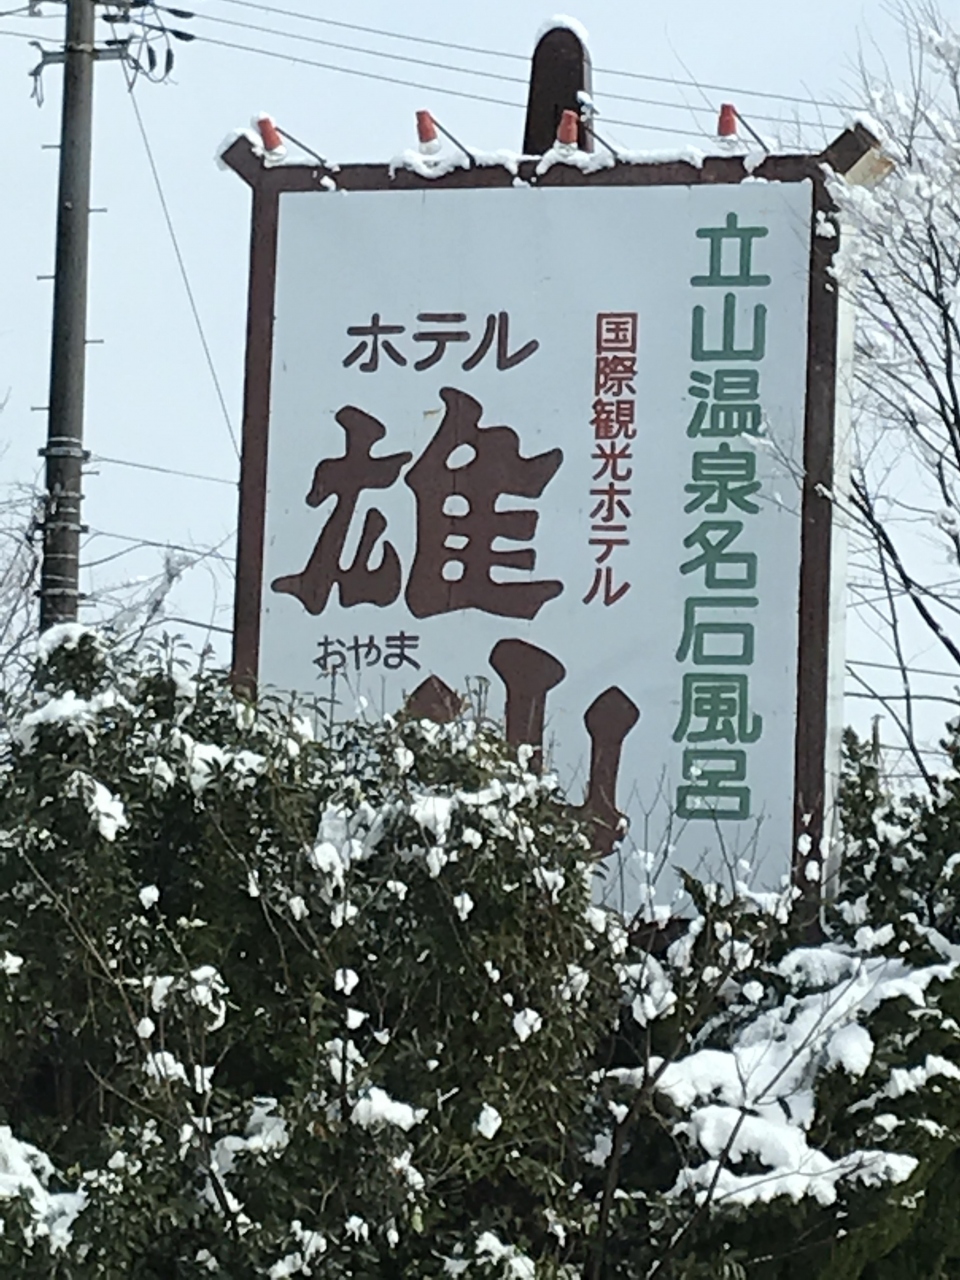 立山温泉名石風呂
国際観光ホテル
ホテル
雄山
おやま